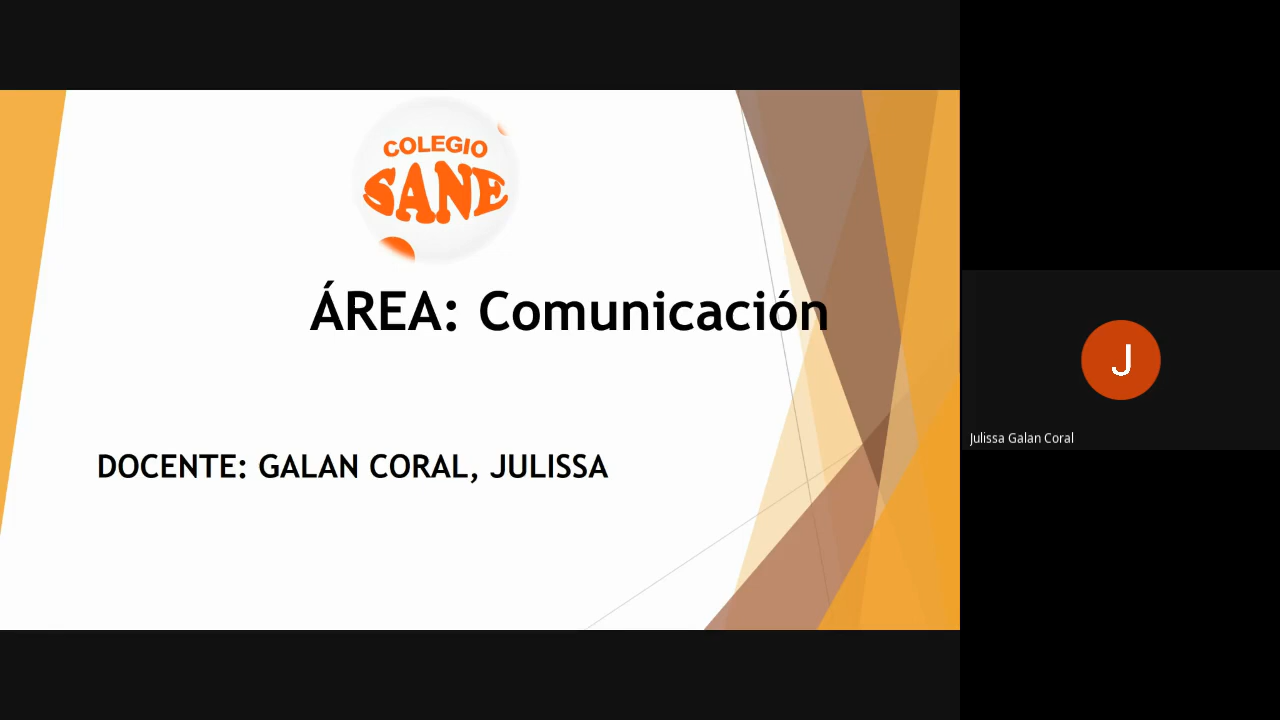 COLEGIO
SANE
ÁREA: Comunicación
DOCENTE: GALAN CORAL, JULISSA
J
Julissa Galan Coral